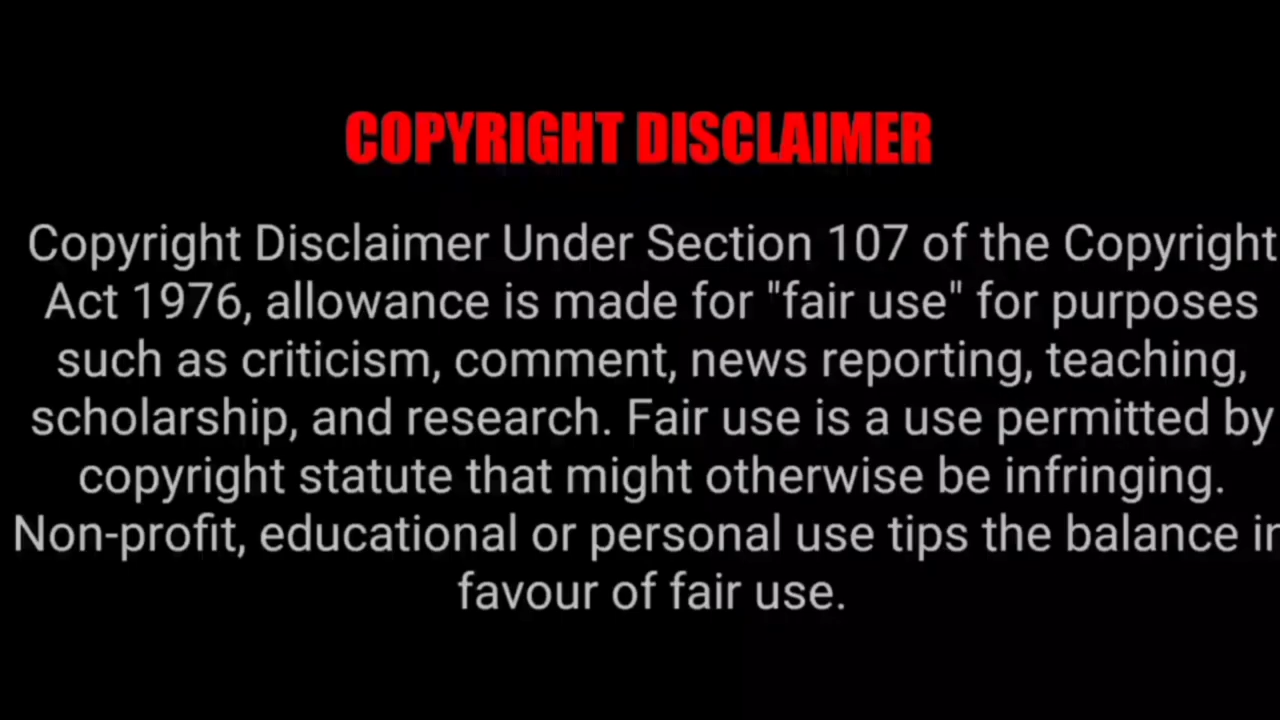 COPYRIGHT DISCLAIMER
Copyright Disclaimer Under Section 107 of the Copyright
Act 1976, allowance is made for "fair use" for purposes
such as criticism, comment, news reporting, teaching,
scholarship, and research. Fair use is a use permitted by
copyright statute that might otherwise be infringing.
Non-profit, educational or personal use tips the balance in
favour of fair use.